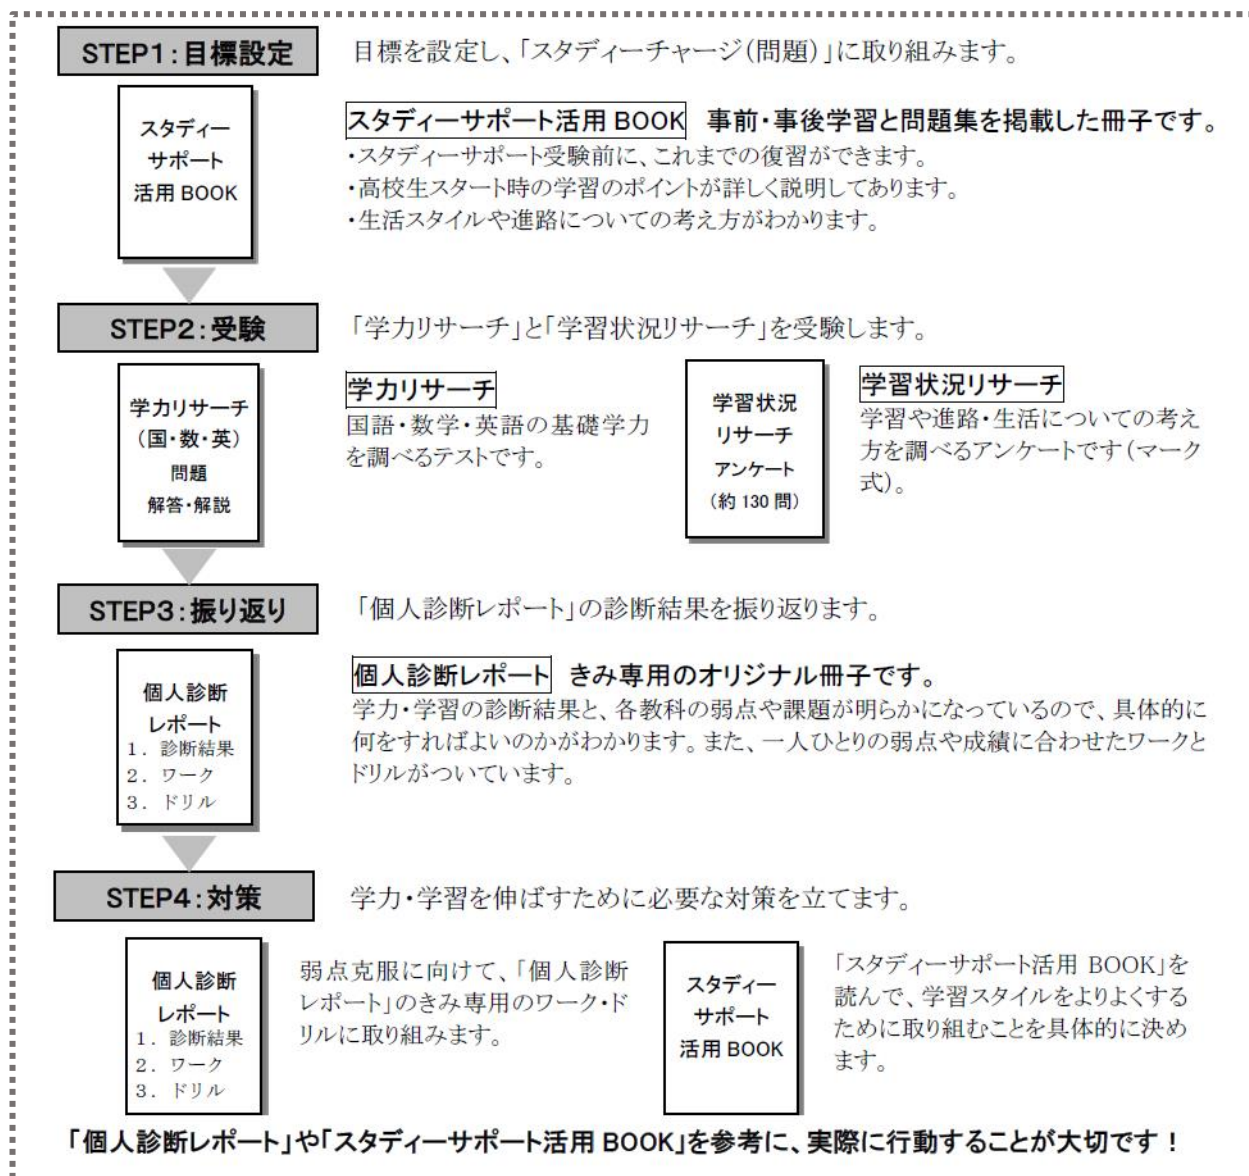 STEP1:目標設定
目標を設定し、「スタディーチャージ(問題)」に取り組みます。
スタディー
サポート
活用 BOOK
スタディーサポート活用 BOOK 事前・事後学習と問題集を掲載した冊子です。
・スタディーサポート受験前に、これまでの復習ができます。
・高校生スタート時の学習のポイントが詳しく説明してあります。
・生活スタイルや進路についての考え方がわかります。
STEP2:受験
「学力リサーチ」と「学習状況リサーチ」を受験します。
学力リサーチ
(国・数・英)
問題
解答・解説
学力リサーチ
国語・数学・英語の基礎学力
を調べるテストです。
学習状況
リサーチ
アンケート
(約 130 問)
学習状況リサーチ
学習や進路・生活についての考え
方を調べるアンケートです(マーク
式)。
STEP3:振り返り
「個人診断レポート」の診断結果を振り返ります。
個人診断
レポート
1. 診断結果
2. ワーク
3. ドリル
個人診断レポート きみ専用のオリジナル冊子です。
学力・学習の診断結果と、各教科の弱点や課題が明らかになっているので、具体的に
何をすればよいのかがわかります。また、一人ひとりの弱点や成績に合わせたワークと
ドリルがついています。
STEP4:対策
学力・学習を伸ばすために必要な対策を立てます。
個人診断
レポート
1. 診断結果
2. ワーク
3. ドリル
弱点克服に向けて、「個人診断
レポート」のきみ専用のワーク・ド
リルに取り組みます。
スタディー
サポート
活用 BOOK
「スタディーサポート活用 BOOK」を
読んで、学習スタイルをよりよくする
ために取り組むことを具体的に決め
ます。
「個人診断レポート」や「スタディーサポート活用 BOOK」を参考に、実際に行動することが大切です！